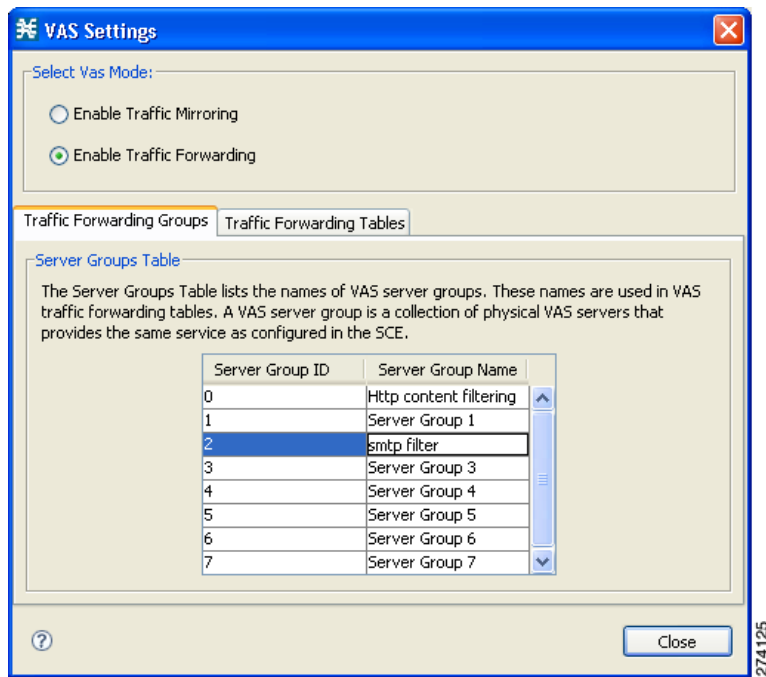 VAS Settings
Select Vas Mode:
Enable Traffic Mirroring
Enable Traffic Forwarding
Traffic Forwarding Groups Traffic Forwarding Tables
Server Groups Table
The Server Groups Table lists the names of VAS server groups. These names are used in VAS
traffic forwarding tables. A VAS server group is a collection of physical VAS servers that
provides the same service as configured in the SCE.
Server Group ID Server Group Name
0 Http content filtering
1 Server Group 1
2 smtp filter
3 Server Group 3
4 Server Group 4
5 Server Group 5
6 Server Group 6
7 Server Group 7
? Close
274125